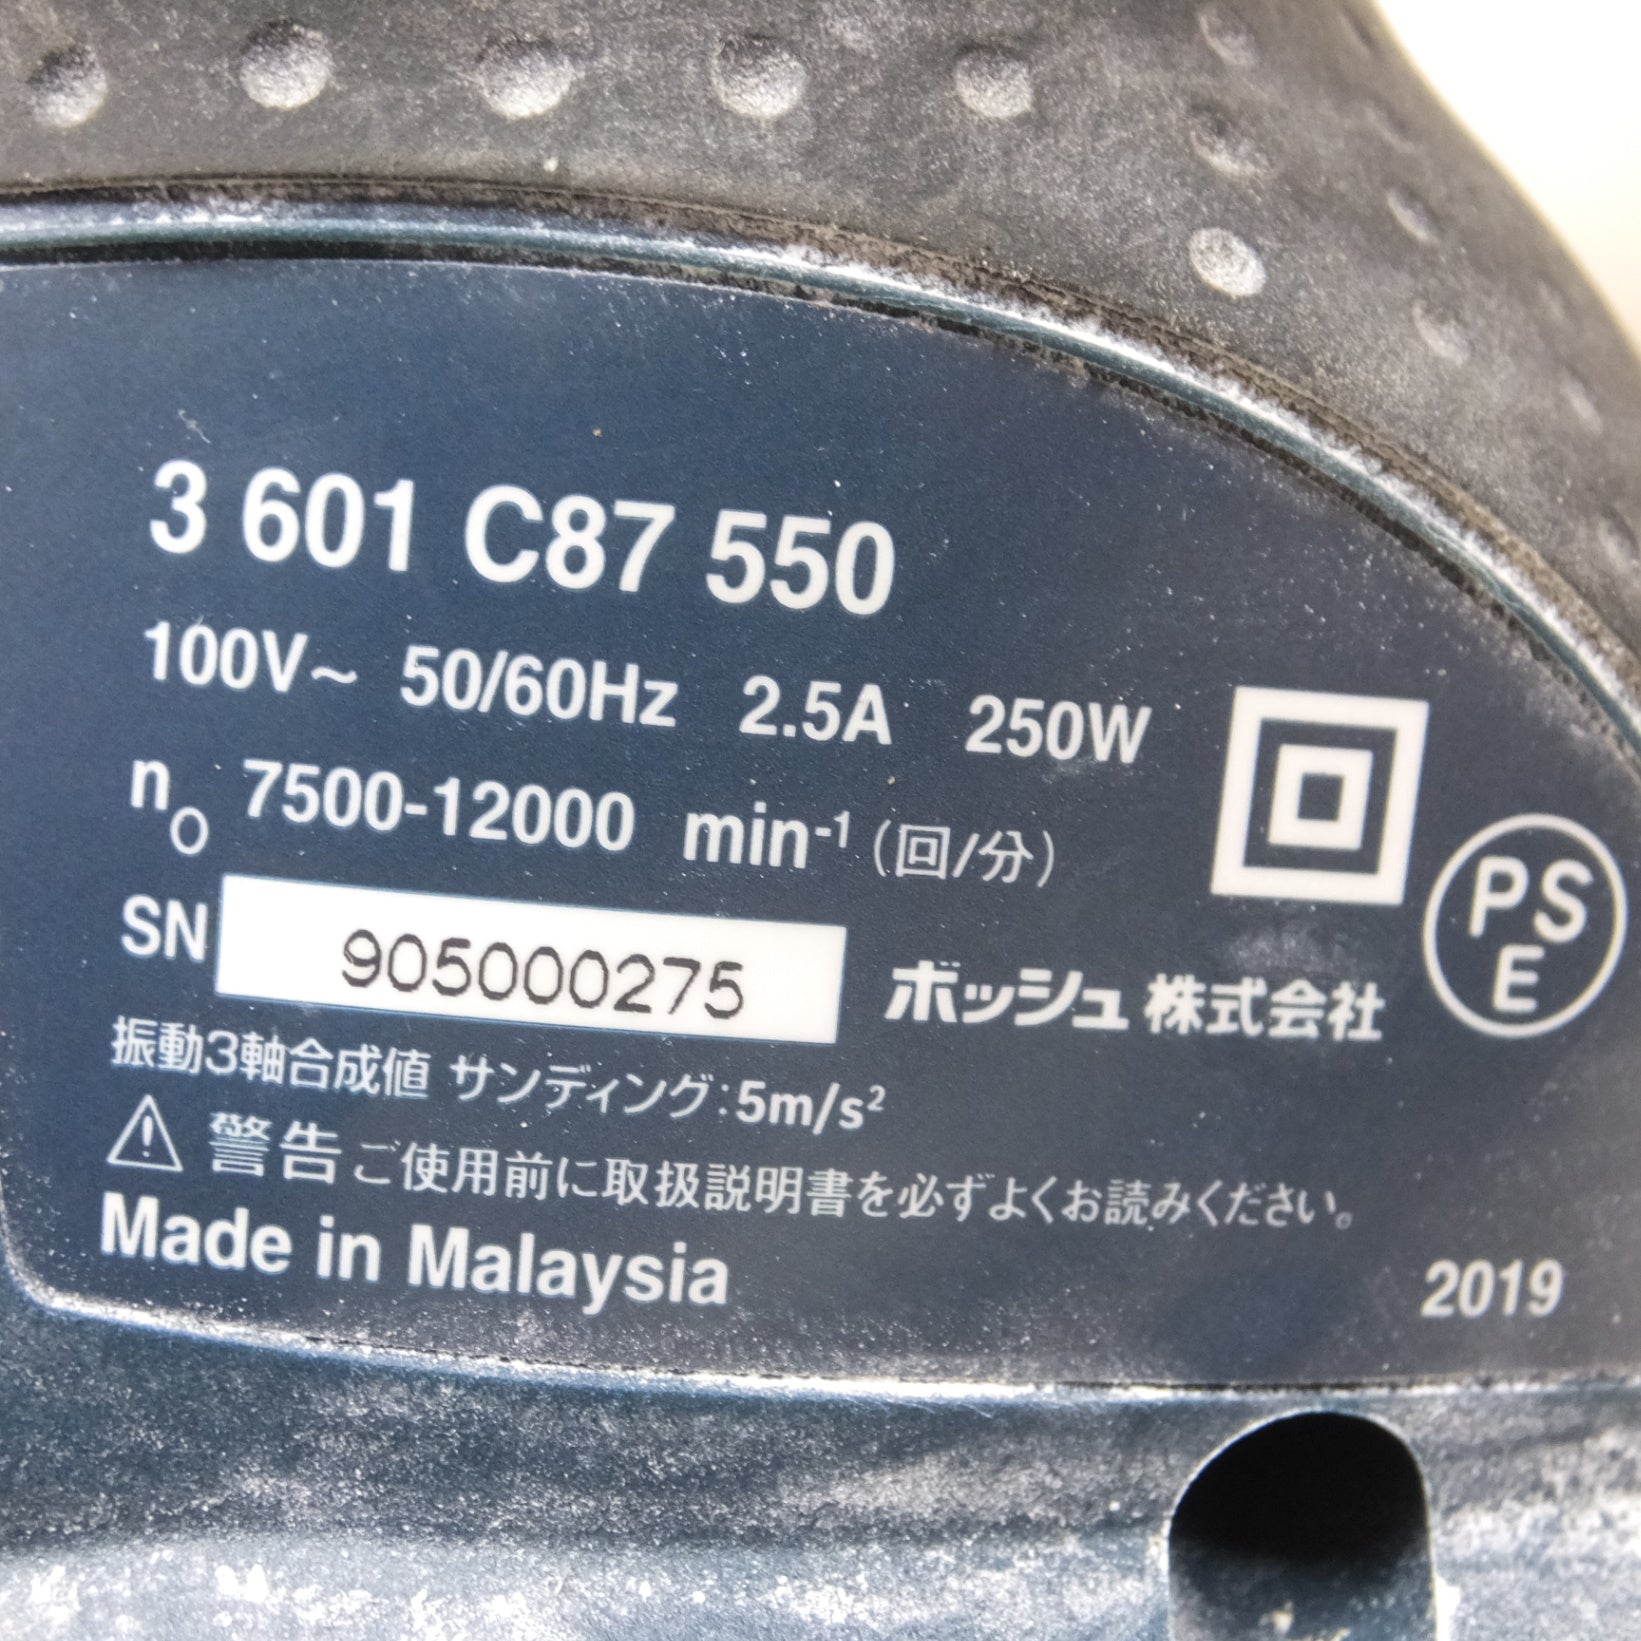 3 601 C87 550
100V~ 50/60Hz 2.5A 250W
nO 7500-12000 min-1 (回/分)
PSE
SN 905000275 ボッシュ株式会社
振動3軸合成値 サンディング:5m/s²
警告 ご使用前に取扱説明書を必ずよくお読みください。
Made in Malaysia
2019